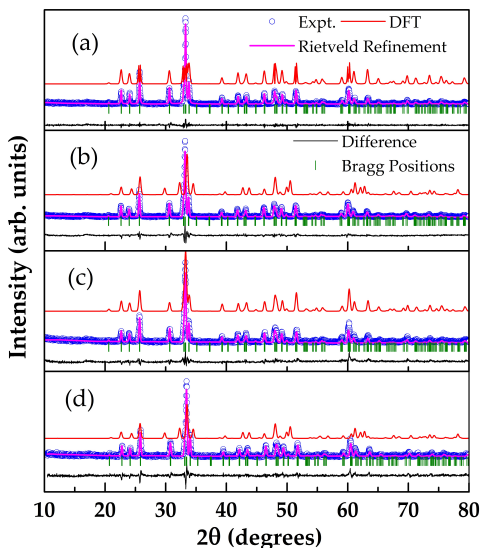 (a)
Expt. DFT
Rietveld Refinement
(b)
Difference
Bragg Positions
(c)
(d)
Intensity (arb. units)
10 20 30 40 50 60 70 80
2θ (degrees)